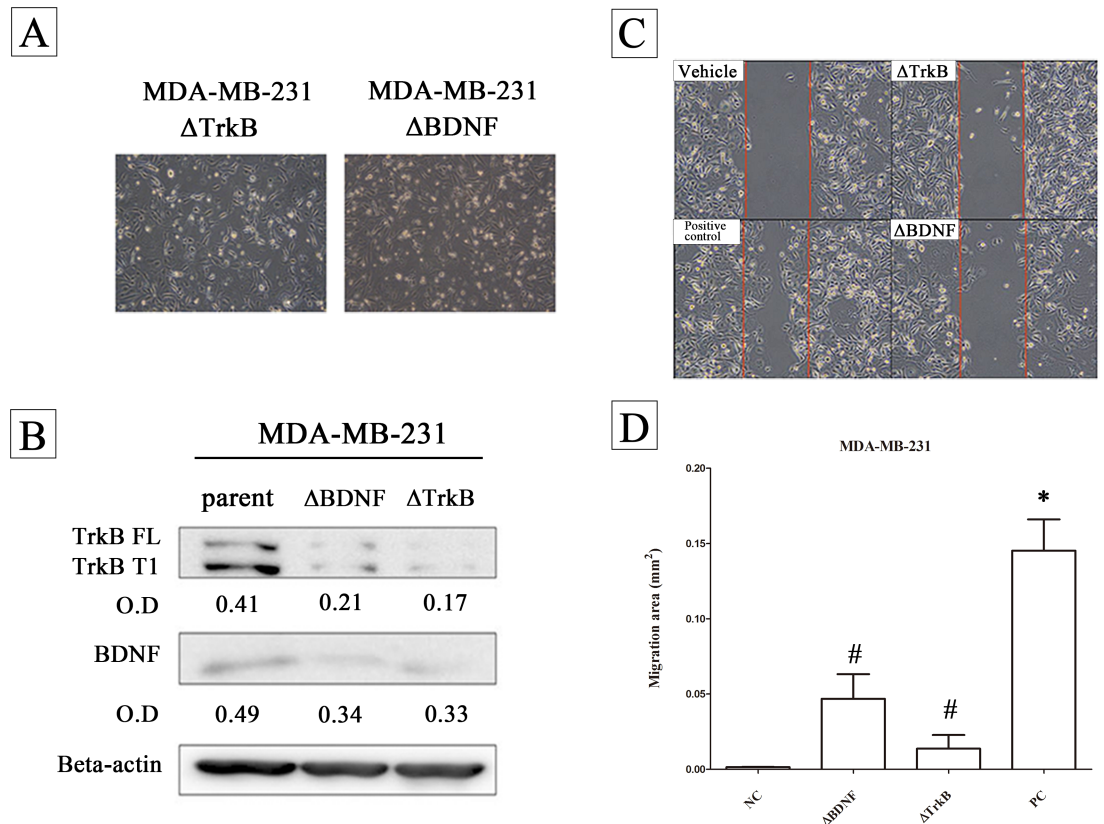 A
MDA-MB-231
ΔTrkB
MDA-MB-231
ΔBDNF
B
MDA-MB-231
parent ΔBDNF ΔTrkB
TrkB FL
TrkB T1
O.D 0.41 0.21 0.17
BDNF
O.D 0.49 0.34 0.33
Beta-actin
C
Vehicle
ΔTrkB
Positive
control
ΔBDNF
D
MDA-MB-231
Migration area (mm²)
0.20
0.15
0.10
0.05
0.00
#
#
*
NC
ΔBDNF
ΔTrkB
PC